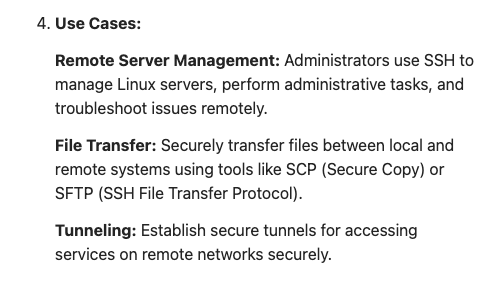 4. Use Cases:
Remote Server Management: Administrators use SSH to
manage Linux servers, perform administrative tasks, and
troubleshoot issues remotely.
File Transfer: Securely transfer files between local and
remote systems using tools like SCP (Secure Copy) or
SFTP (SSH File Transfer Protocol).
Tunneling: Establish secure tunnels for accessing
services on remote networks securely.